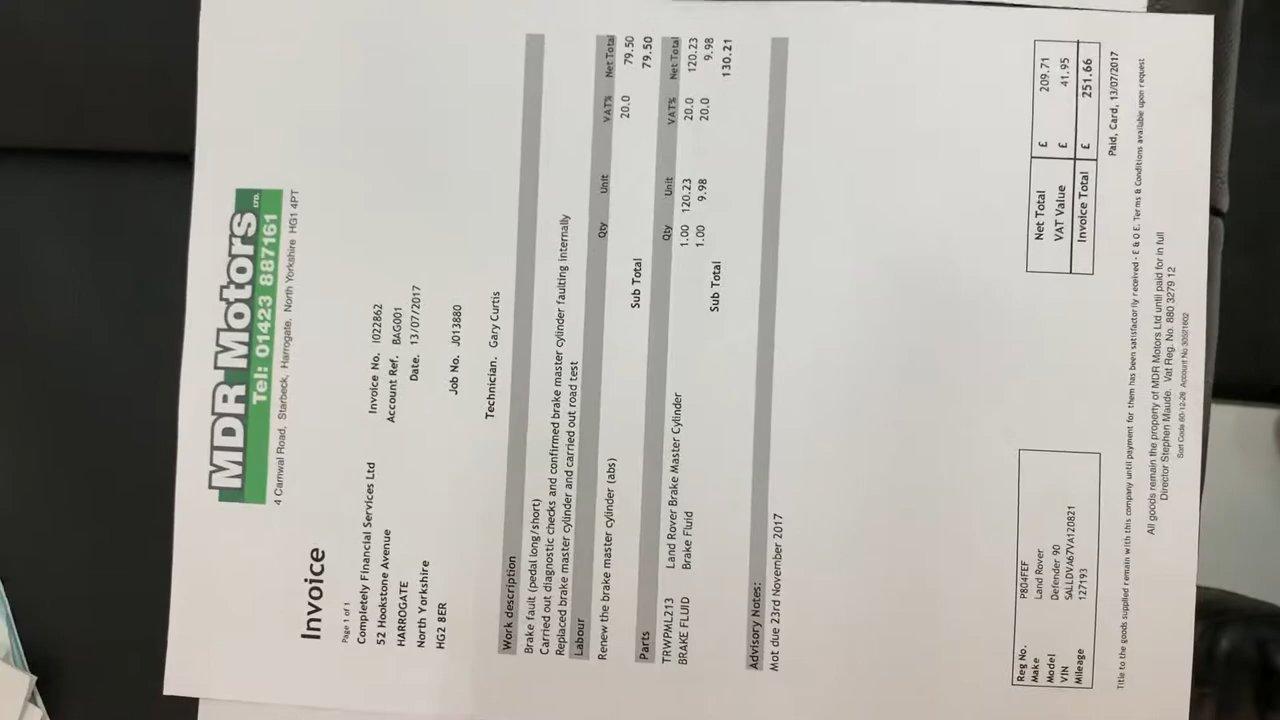 MDR Motors LTD.
Tel: 01423 887161
4 Camwal Road, Starbeck, Harrogate. North Yorkshire HG1 4PT
Invoice
Page 1 of 1
Completely Financial Services Ltd
52 Hookstone Avenue
HARROGATE
North Yorkshire
HG2 8ER
Invoice No. I022862
Account Ref. BAG001
Date. 13/07/2017
Job No. J013880
Technician. Gary Curtis
Work description
Brake fault (pedal long/short)
Carried out diagnostic checks and confirmed brake master cylinder faulting internally
Replaced brake master cylinder and carried out road test
Labour Qty Unit VAT% Net Total
Renew the brake master cylinder (abs) 20.0 79.50
Sub Total 79.50
Parts Qty Unit VAT% Net Total
TRWPML213 Land Rover Brake Master Cylinder 1.00 120.23 20.0 120.23
BRAKE FLUID Brake Fluid 1.00 9.98 20.0 9.98
Sub Total 130.21
Advisory Notes:
Mot due 23rd November 2017
Reg No. P804FEF
Make Land Rover
Model Defender 90
VIN SALLDVA67VA120821
Mileage 127193
Net Total £ 209.71
VAT Value £ 41.95
Invoice Total £ 251.66
Paid, Card, 13/07/2017
Title to the goods supplied remain with this company until payment for them has been satisfactorily received - E & O E. Terms & Conditions available upon request
All goods remain the property of MDR Motors Ltd until paid for in full
Director Stephen Maude. Vat Reg. No. 880 3279 12
Sort Code 60-12-26 Account No 30521602